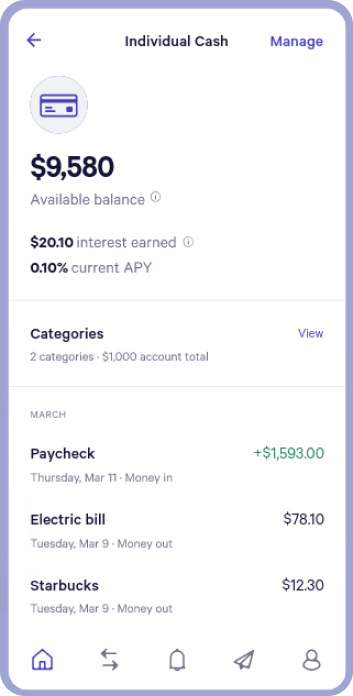 Individual Cash
Manage
$9,580
Available balance
$20.10 interest earned
0.10% current APY
Categories
View
2 categories · $1,000 account total
MARCH
Paycheck
+$1,593.00
Thursday, Mar 11 · Money in
Electric bill
$78.10
Tuesday, Mar 9 · Money out
Starbucks
$12.30
Tuesday, Mar 9 · Money out